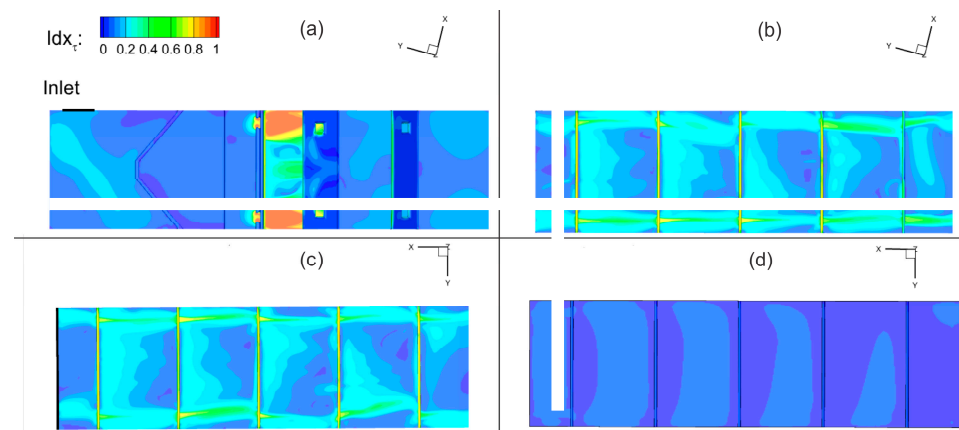 (a)
Idx τ:
0 0.2 0.4 0.6 0.8 1
X
Y
Z
(b)
X
Y
Z
Inlet
(c)
X
Z
Y
(d)
X
Z
Y